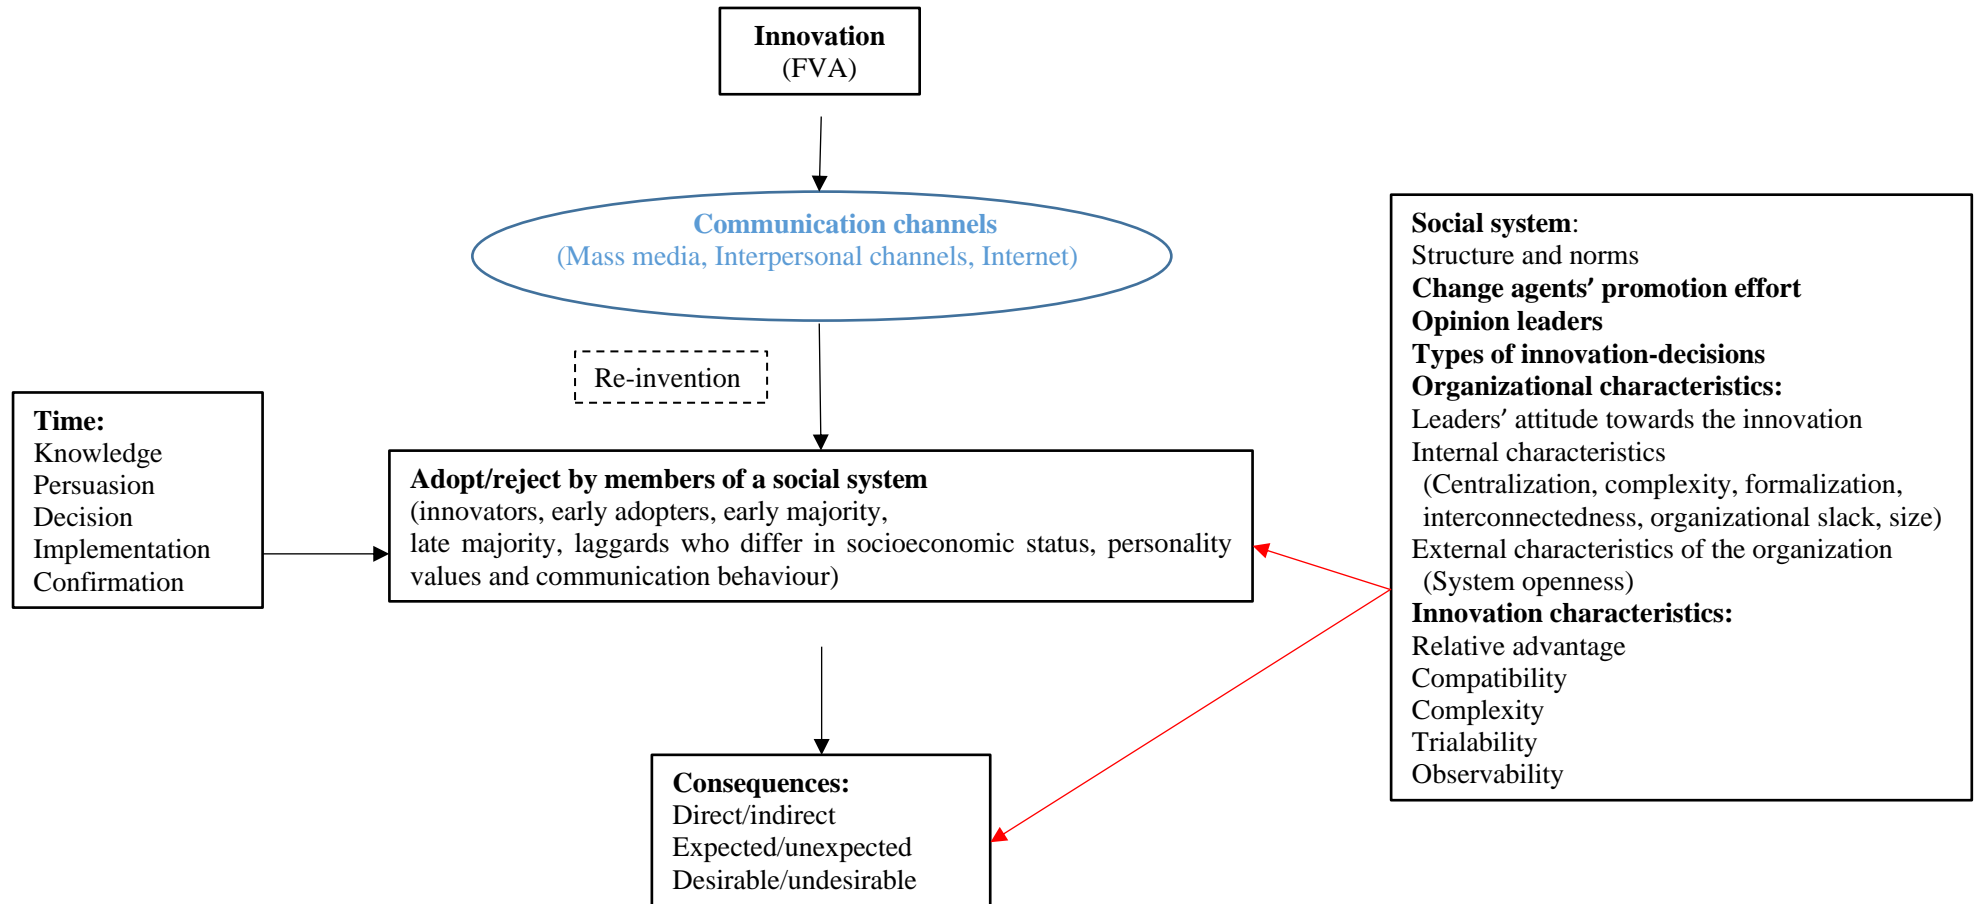 Innovation
(FVA)
Communication channels
(Mass media, Interpersonal channels, Internet)
Re-invention
Time:
Knowledge
Persuasion
Decision
Implementation
Confirmation
Adopt/reject by members of a social system
(innovators, early adopters, early majority,
late majority, laggards who differ in socioeconomic status, personality
values and communication behaviour)
Social system:
Structure and norms
Change agents’ promotion effort
Opinion leaders
Types of innovation-decisions
Organizational characteristics:
Leaders’ attitude towards the innovation
Internal characteristics
(Centralization, complexity, formalization,
interconnectedness, organizational slack, size)
External characteristics of the organization
(System openness)
Innovation characteristics:
Relative advantage
Compatibility
Complexity
Trialability
Observability
Consequences:
Direct/indirect
Expected/unexpected
Desirable/undesirable